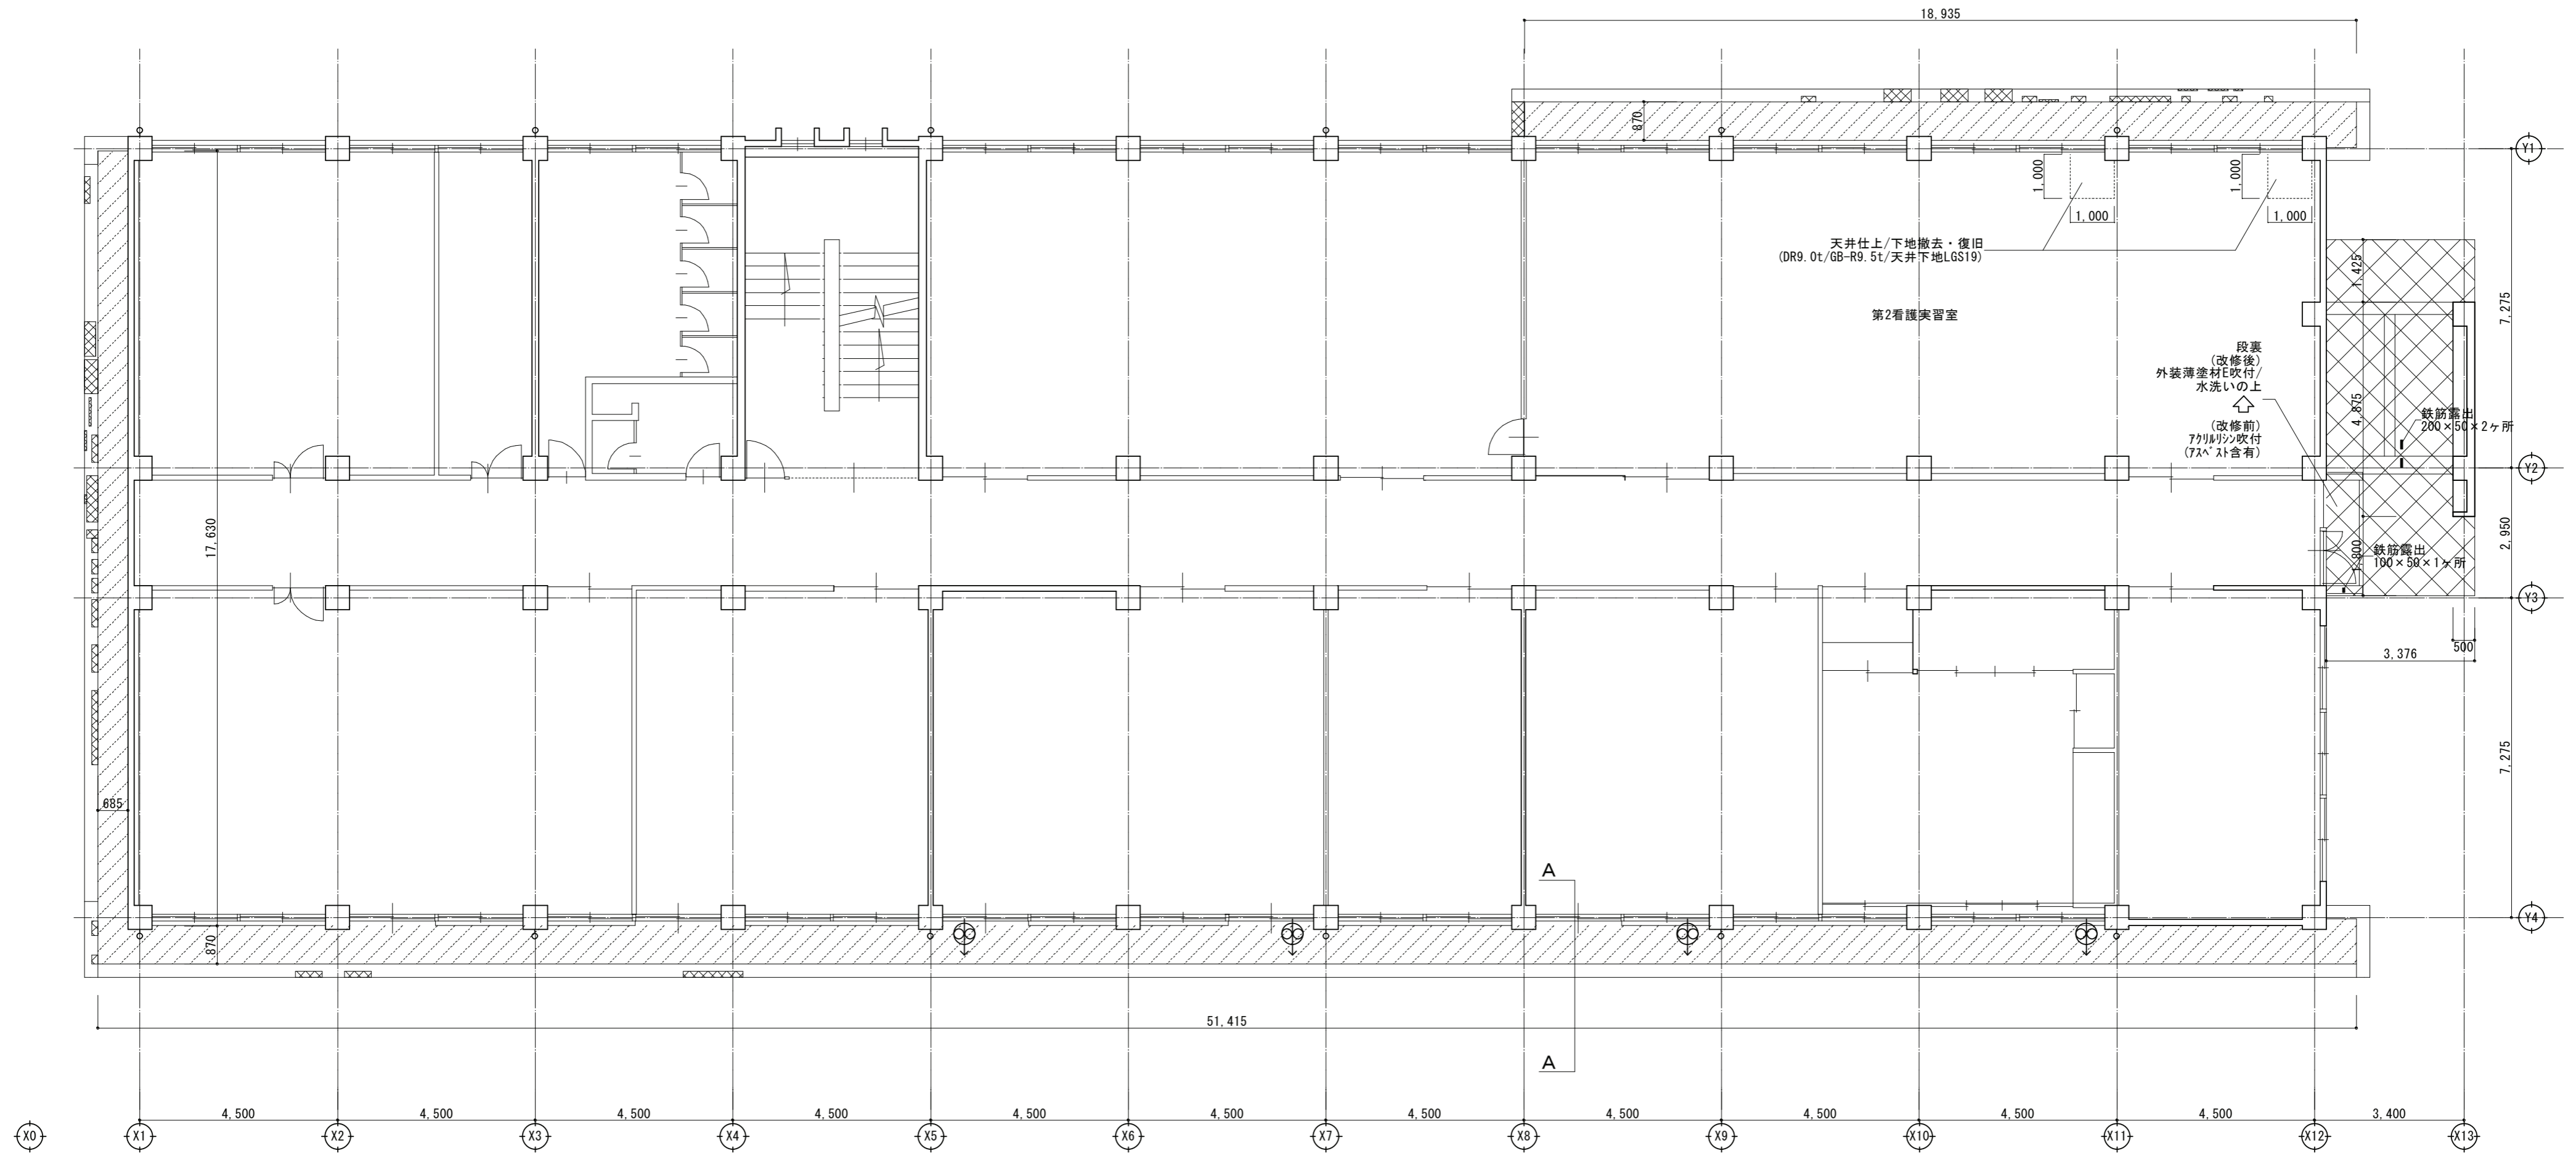 18,935
870
Y1
1,000
1,000
1,000
1,000
天井仕上/下地撤去・復旧
(DR9.0t/GB-R9.5t/天井下地LGS19)
1,425
7,275
第2看護実習室
段裏
(改修後)
外装薄塗材E吹付/
水洗いの上
(改修前)
アクリルリシン吹付
(アスベスト含有)
4,875
鉄筋露出
200×50×2ヶ所
Y2
17,630
2,950
鉄筋露出
100×50×1ヶ所
Y3
500
3,376
7,275
685
A
Y4
870
51,415
A
4,500
4,500
4,500
4,500
4,500
4,500
4,500
4,500
4,500
4,500
4,500
3,400
X0
X1
X2
X3
X4
X5
X6
X7
X8
X9
X10
X11
X12
X13